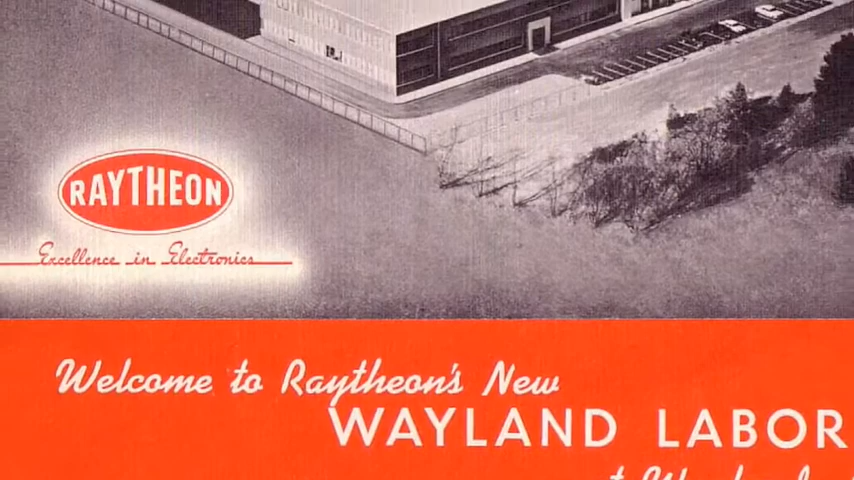 RAYTHEON
Excellence in Electronics
Welcome to Raytheon's New
WAYLAND LABOR